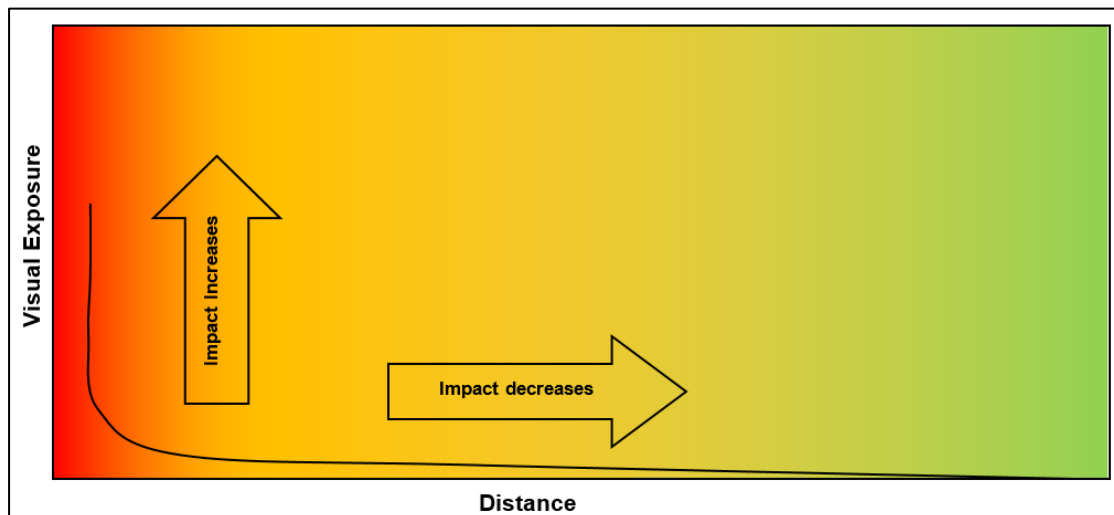 Visual Exposure
Impact Increases
Impact decreases
Distance